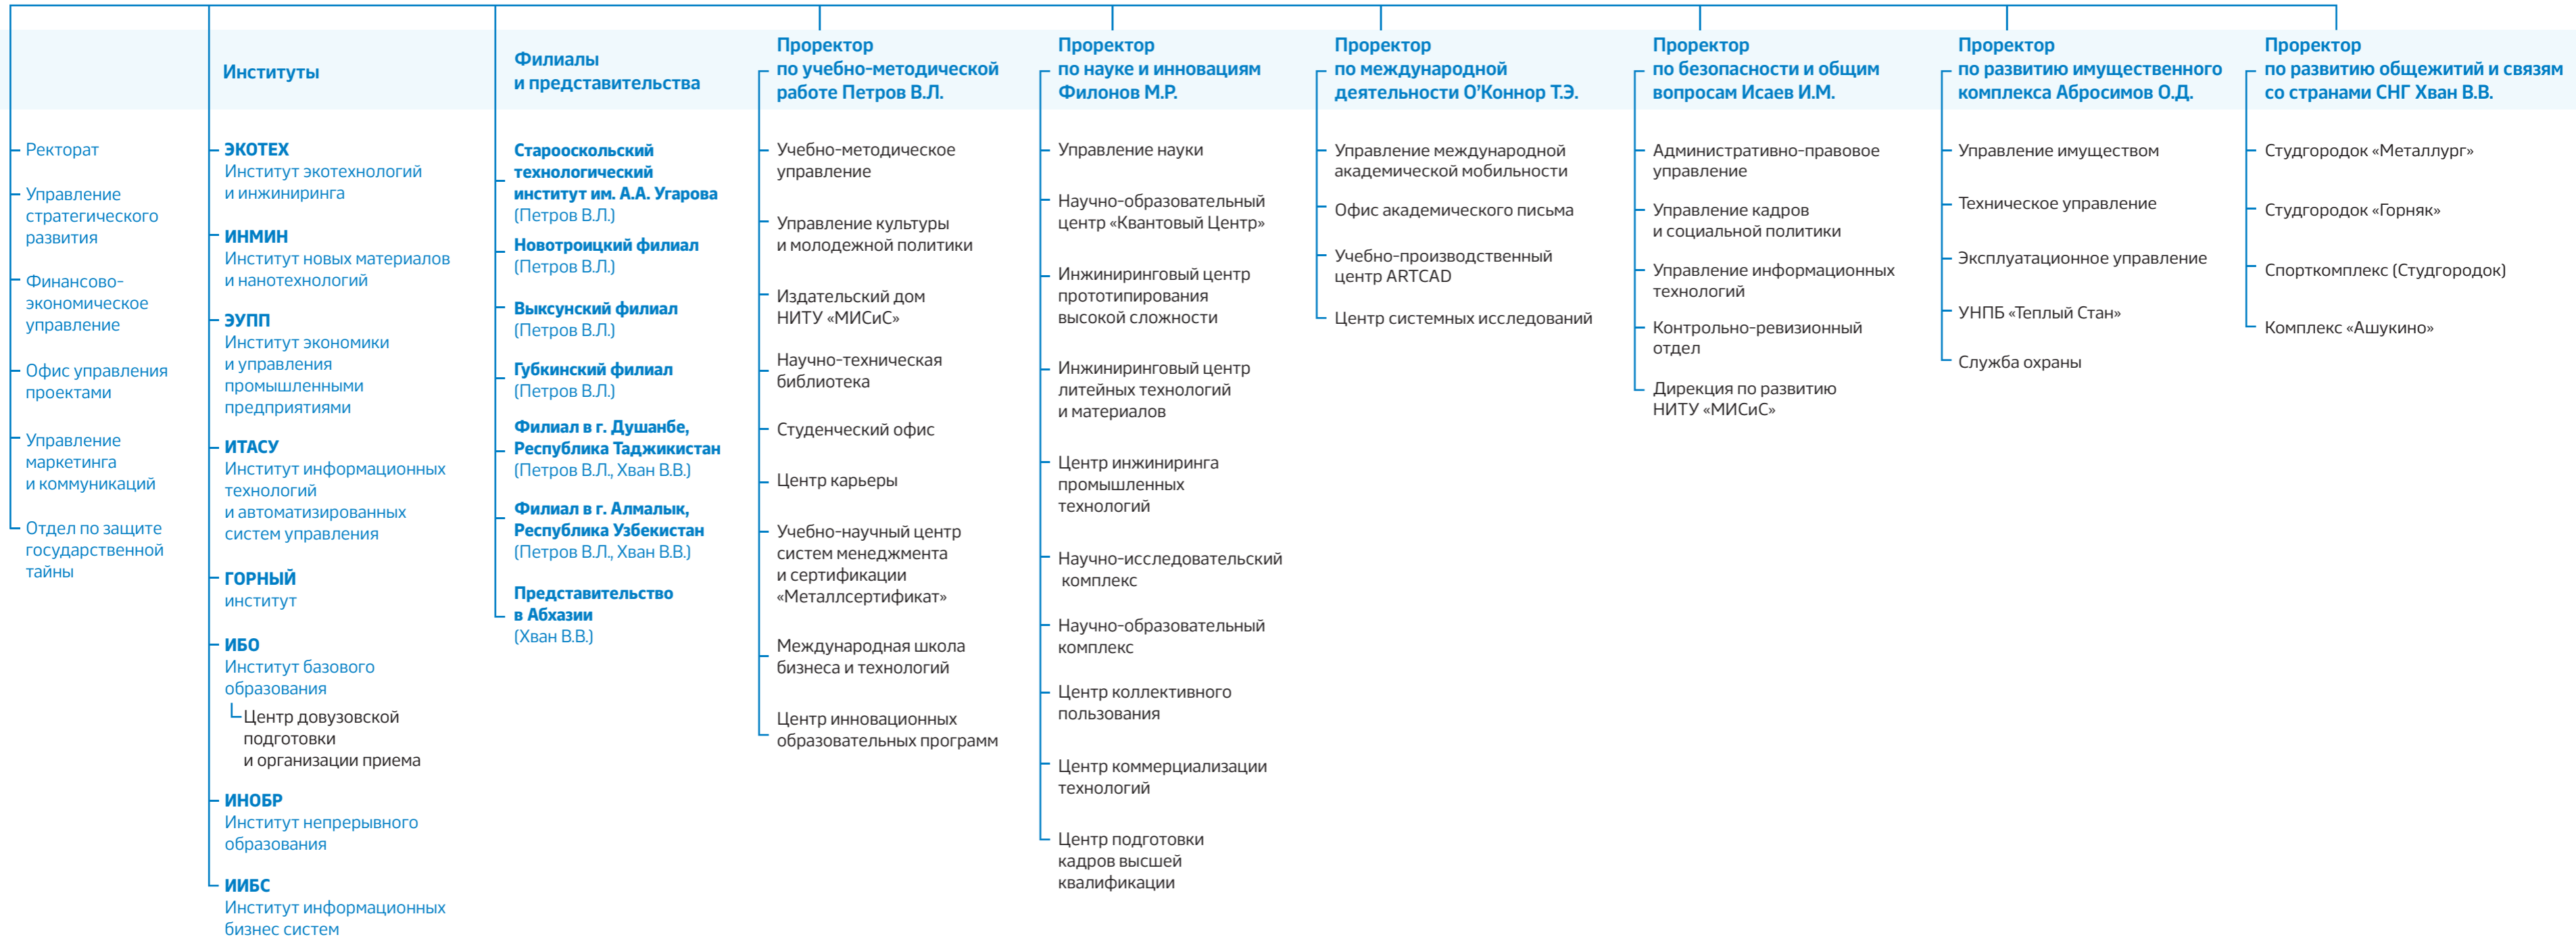 Ректорат
Управление
стратегического
развития
Финансово-
экономическое
управление
Офис управления
проектами
Управление
маркетинга
и коммуникаций
Отдел по защите
государственной
тайны
Институты
ЭКОТЕХ
Институт экотехнологий
и инжиниринга
ИНМИН
Институт новых материалов
и нанотехнологий
ЭУПП
Институт экономики
и управления
промышленными
предприятиями
ИТАСУ
Институт информационных
технологий
и автоматизированных
систем управления
ГОРНЫЙ
институт
ИБО
Институт базового
образования
Центр довузовской
подготовки
и организации приема
ИНОБР
Институт непрерывного
образования
ИИБС
Институт информационных
бизнес систем
Филиалы
и представительства
Старооскольский
технологический
институт им. А.А. Угарова
(Петров В.Л.)
Новотроицкий филиал
(Петров В.Л.)
Выксунский филиал
(Петров В.Л.)
Губкинский филиал
(Петров В.Л.)
Филиал в г. Душанбе,
Республика Таджикистан
(Петров В.Л., Хван В.В.)
Филиал в г. Алмалык,
Республика Узбекистан
(Петров В.Л., Хван В.В.)
Представительство
в Абхазии
(Хван В.В.)
Проректор
по учебно-методической
работе Петров В.Л.
Учебно-методическое
управление
Управление культуры
и молодежной политики
Издательский дом
НИТУ «МИСиС»
Научно-техническая
библиотека
Студенческий офис
Центр карьеры
Учебно-научный центр
систем менеджмента
и сертификации
«Металлсертификат»
Международная школа
бизнеса и технологий
Центр инновационных
образовательных программ
Проректор
по науке и инновациям
Филонов М.Р.
Управление науки
Научно-образовательный
центр «Квантовый Центр»
Инжиниринговый центр
прототипирования
высокой сложности
Инжиниринговый центр
литейных технологий
и материалов
Центр инжиниринга
промышленных
технологий
Научно-исследовательский
комплекс
Научно-образовательный
комплекс
Центр коллективного
пользования
Центр коммерциализации
технологий
Центр подготовки
кадров высшей
квалификации
Проректор
по международной
деятельности О'Коннор Т.Э.
Управление международной
академической мобильности
Офис академического письма
Учебно-производственный
центр ARTCAD
Центр системных исследований
Проректор
по безопасности и общим
вопросам Исаев И.М.
Административно-правовое
управление
Управление кадров
и социальной политики
Управление информационных
технологий
Контрольно-ревизионный
отдел
Дирекция по развитию
НИТУ «МИСиС»
Проректор
по развитию имущественного
комплекса Абросимов О.Д.
Управление имуществом
Техническое управление
Эксплуатационное управление
УНПБ «Теплый Стан»
Служба охраны
Проректор
по развитию общежитий и связям
со странами СНГ Хван В.В.
Студгородок «Металлург»
Студгородок «Горняк»
Спорткомплекс (Студгородок)
Комплекс «Ашукино»